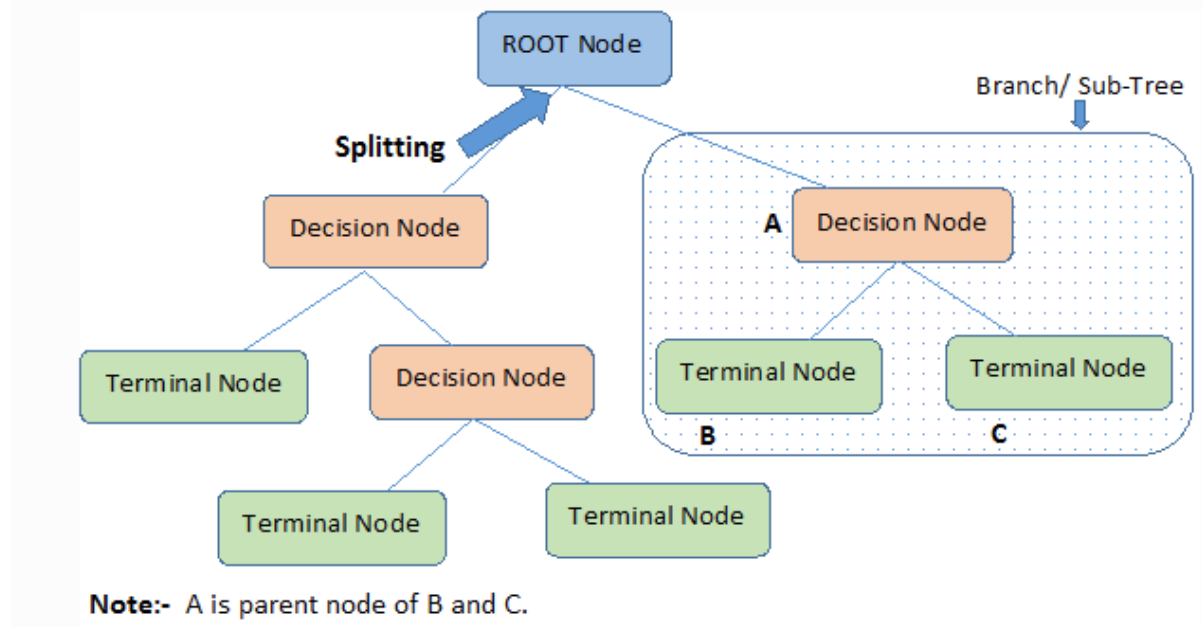 ROOT Node
Branch/ Sub-Tree
Splitting
Decision Node
A
Decision Node
Terminal Node
Decision Node
Terminal Node
Terminal Node
B
C
Terminal Node
Terminal Node
Note:- A is parent node of B and C.